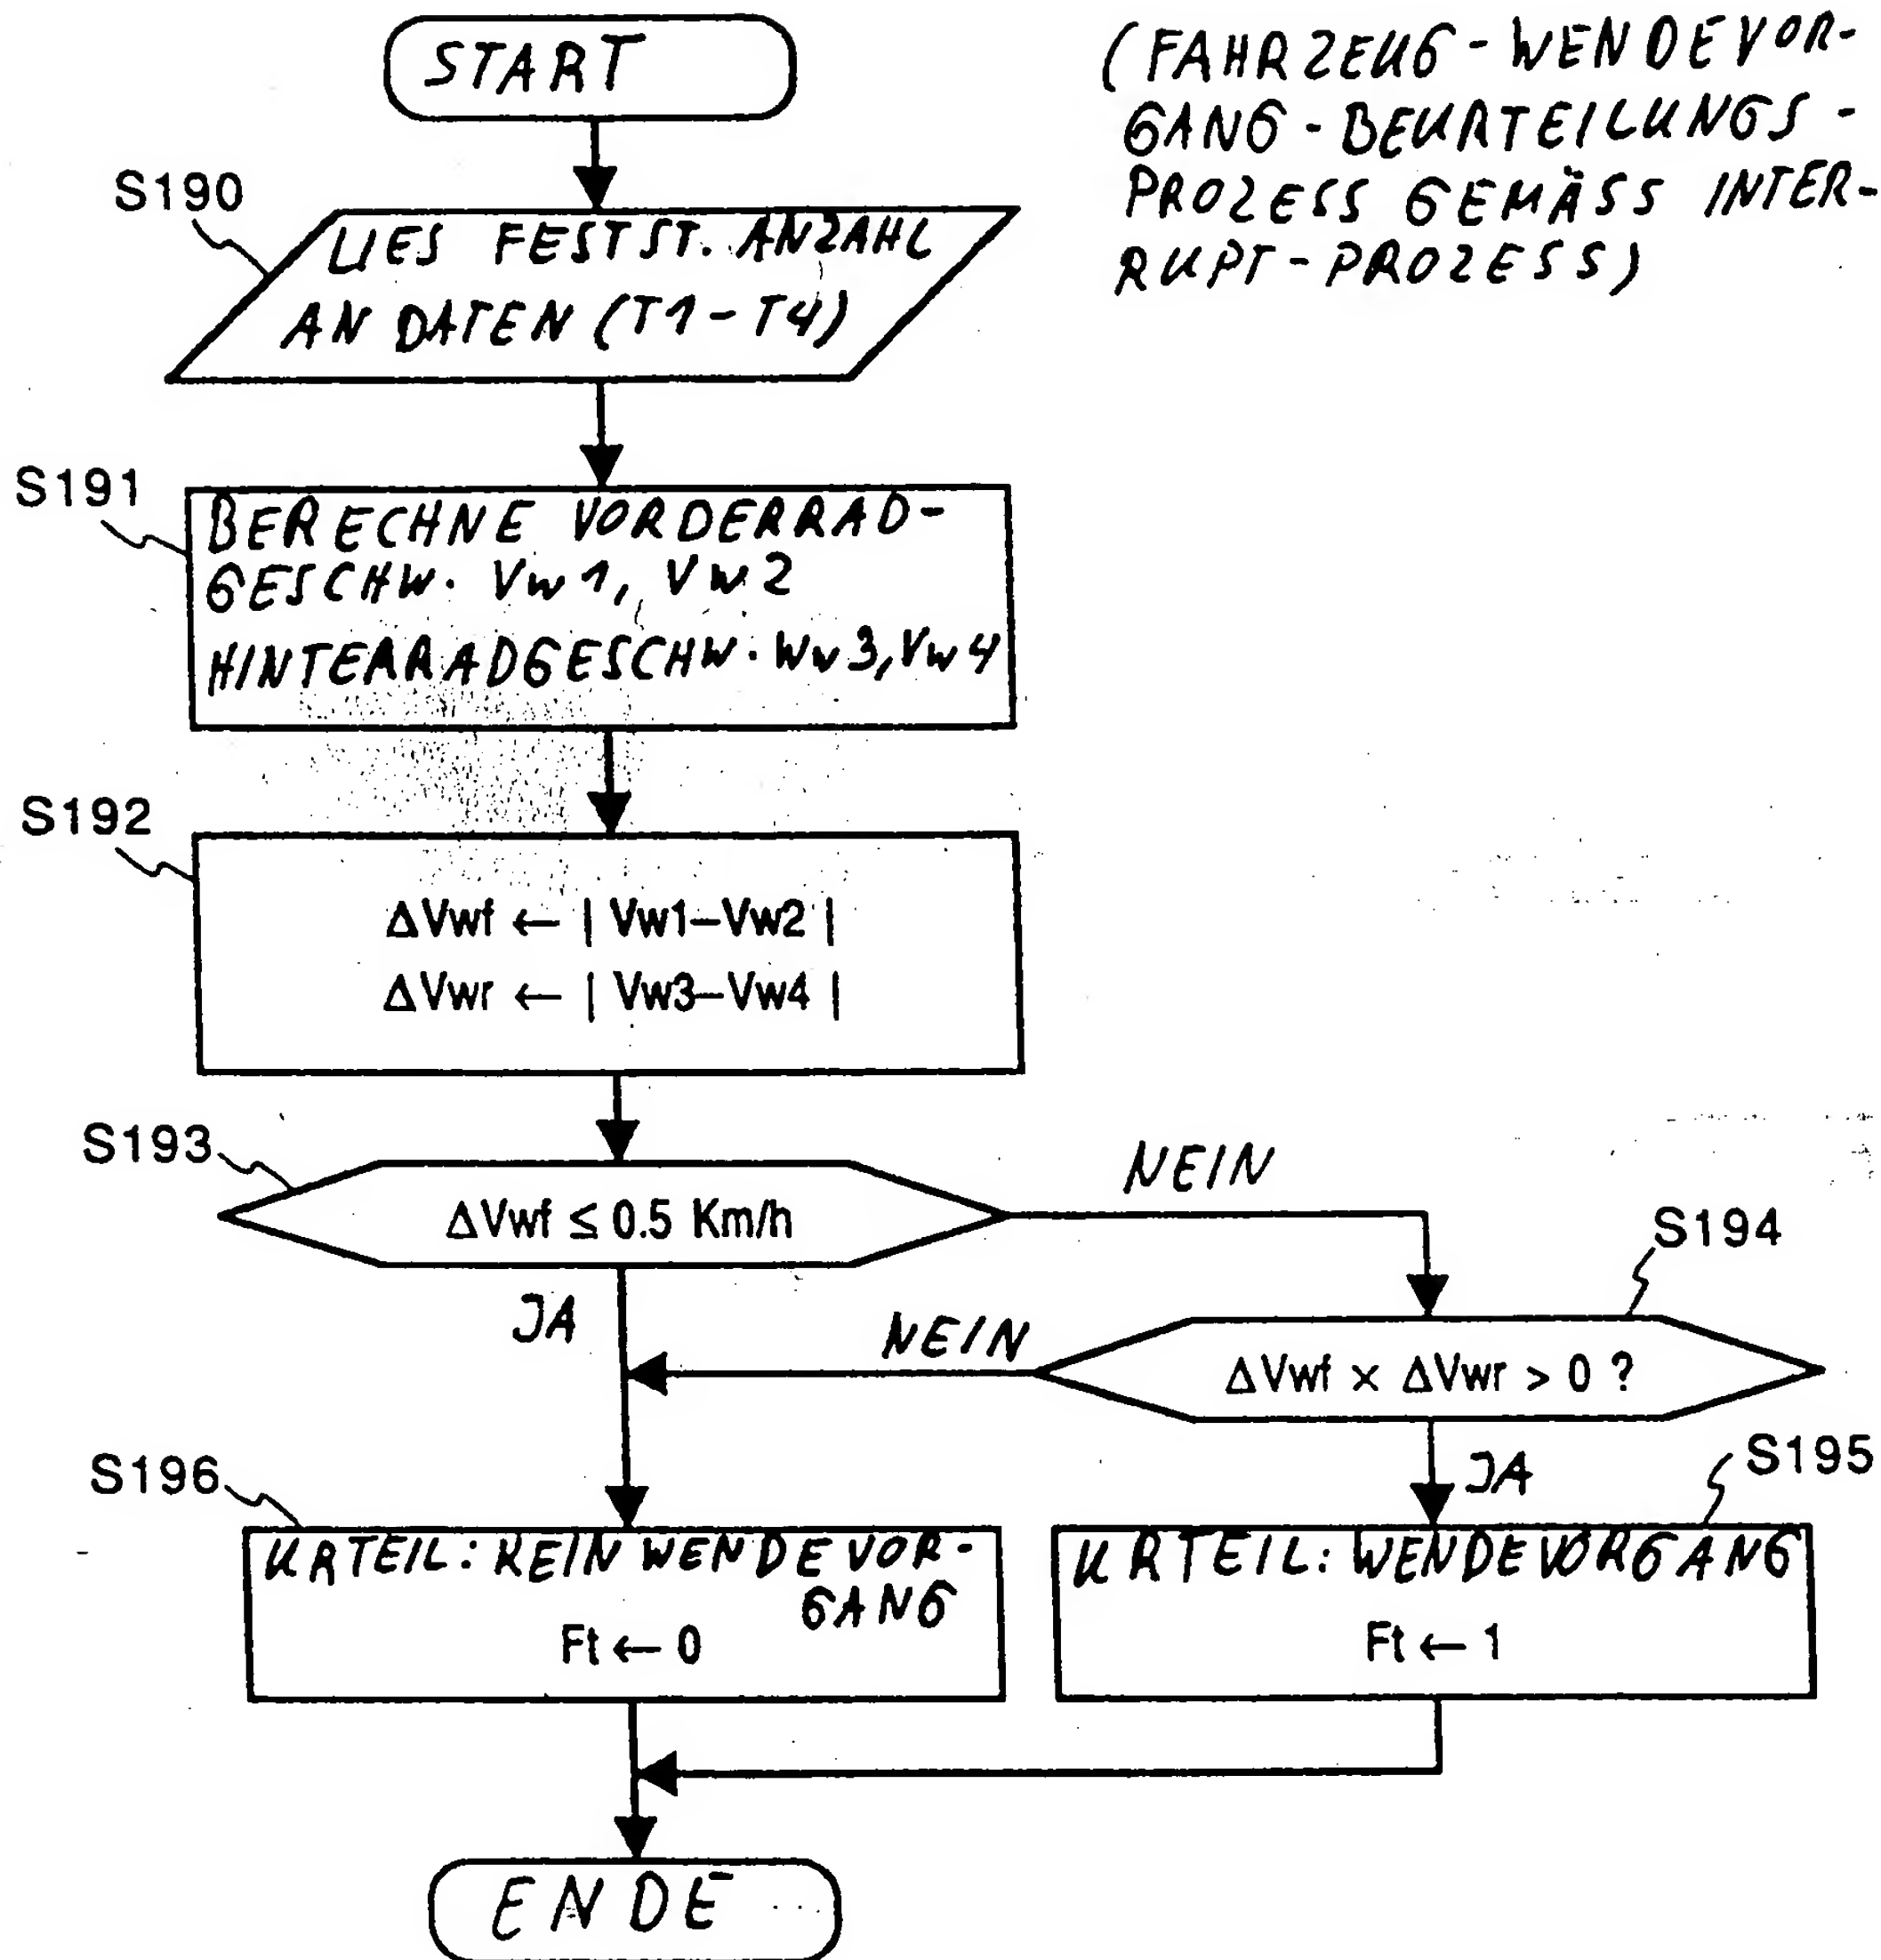 START
(FAHRZEUG-WENDEVOR-
GANG-BEURTEILUNGS-
PROZESS GEMÄSS INTER-
RUPT-PROZESS)
S190
LIES FESTST. ANZAHL
AN DATEN (T1-T4)
S191
BERECHNE VORDERRAD-
GESCHW. Vw1, Vw2
HINTERRADGESCHW. Wv3, Vw4
S192
ΔVwf ← | Vw1–Vw2 |
ΔVwr ← | Vw3–Vw4 |
S193
ΔVwf ≤ 0.5 Km/h
NEIN
S194
JA
NEIN
ΔVwf × ΔVwr > 0 ?
JA
S196
S195
URTEIL: KEIN WENDEVOR-
GANG
Ft ← 0
URTEIL: WENDEVORGANG
Ft ← 1
ENDE